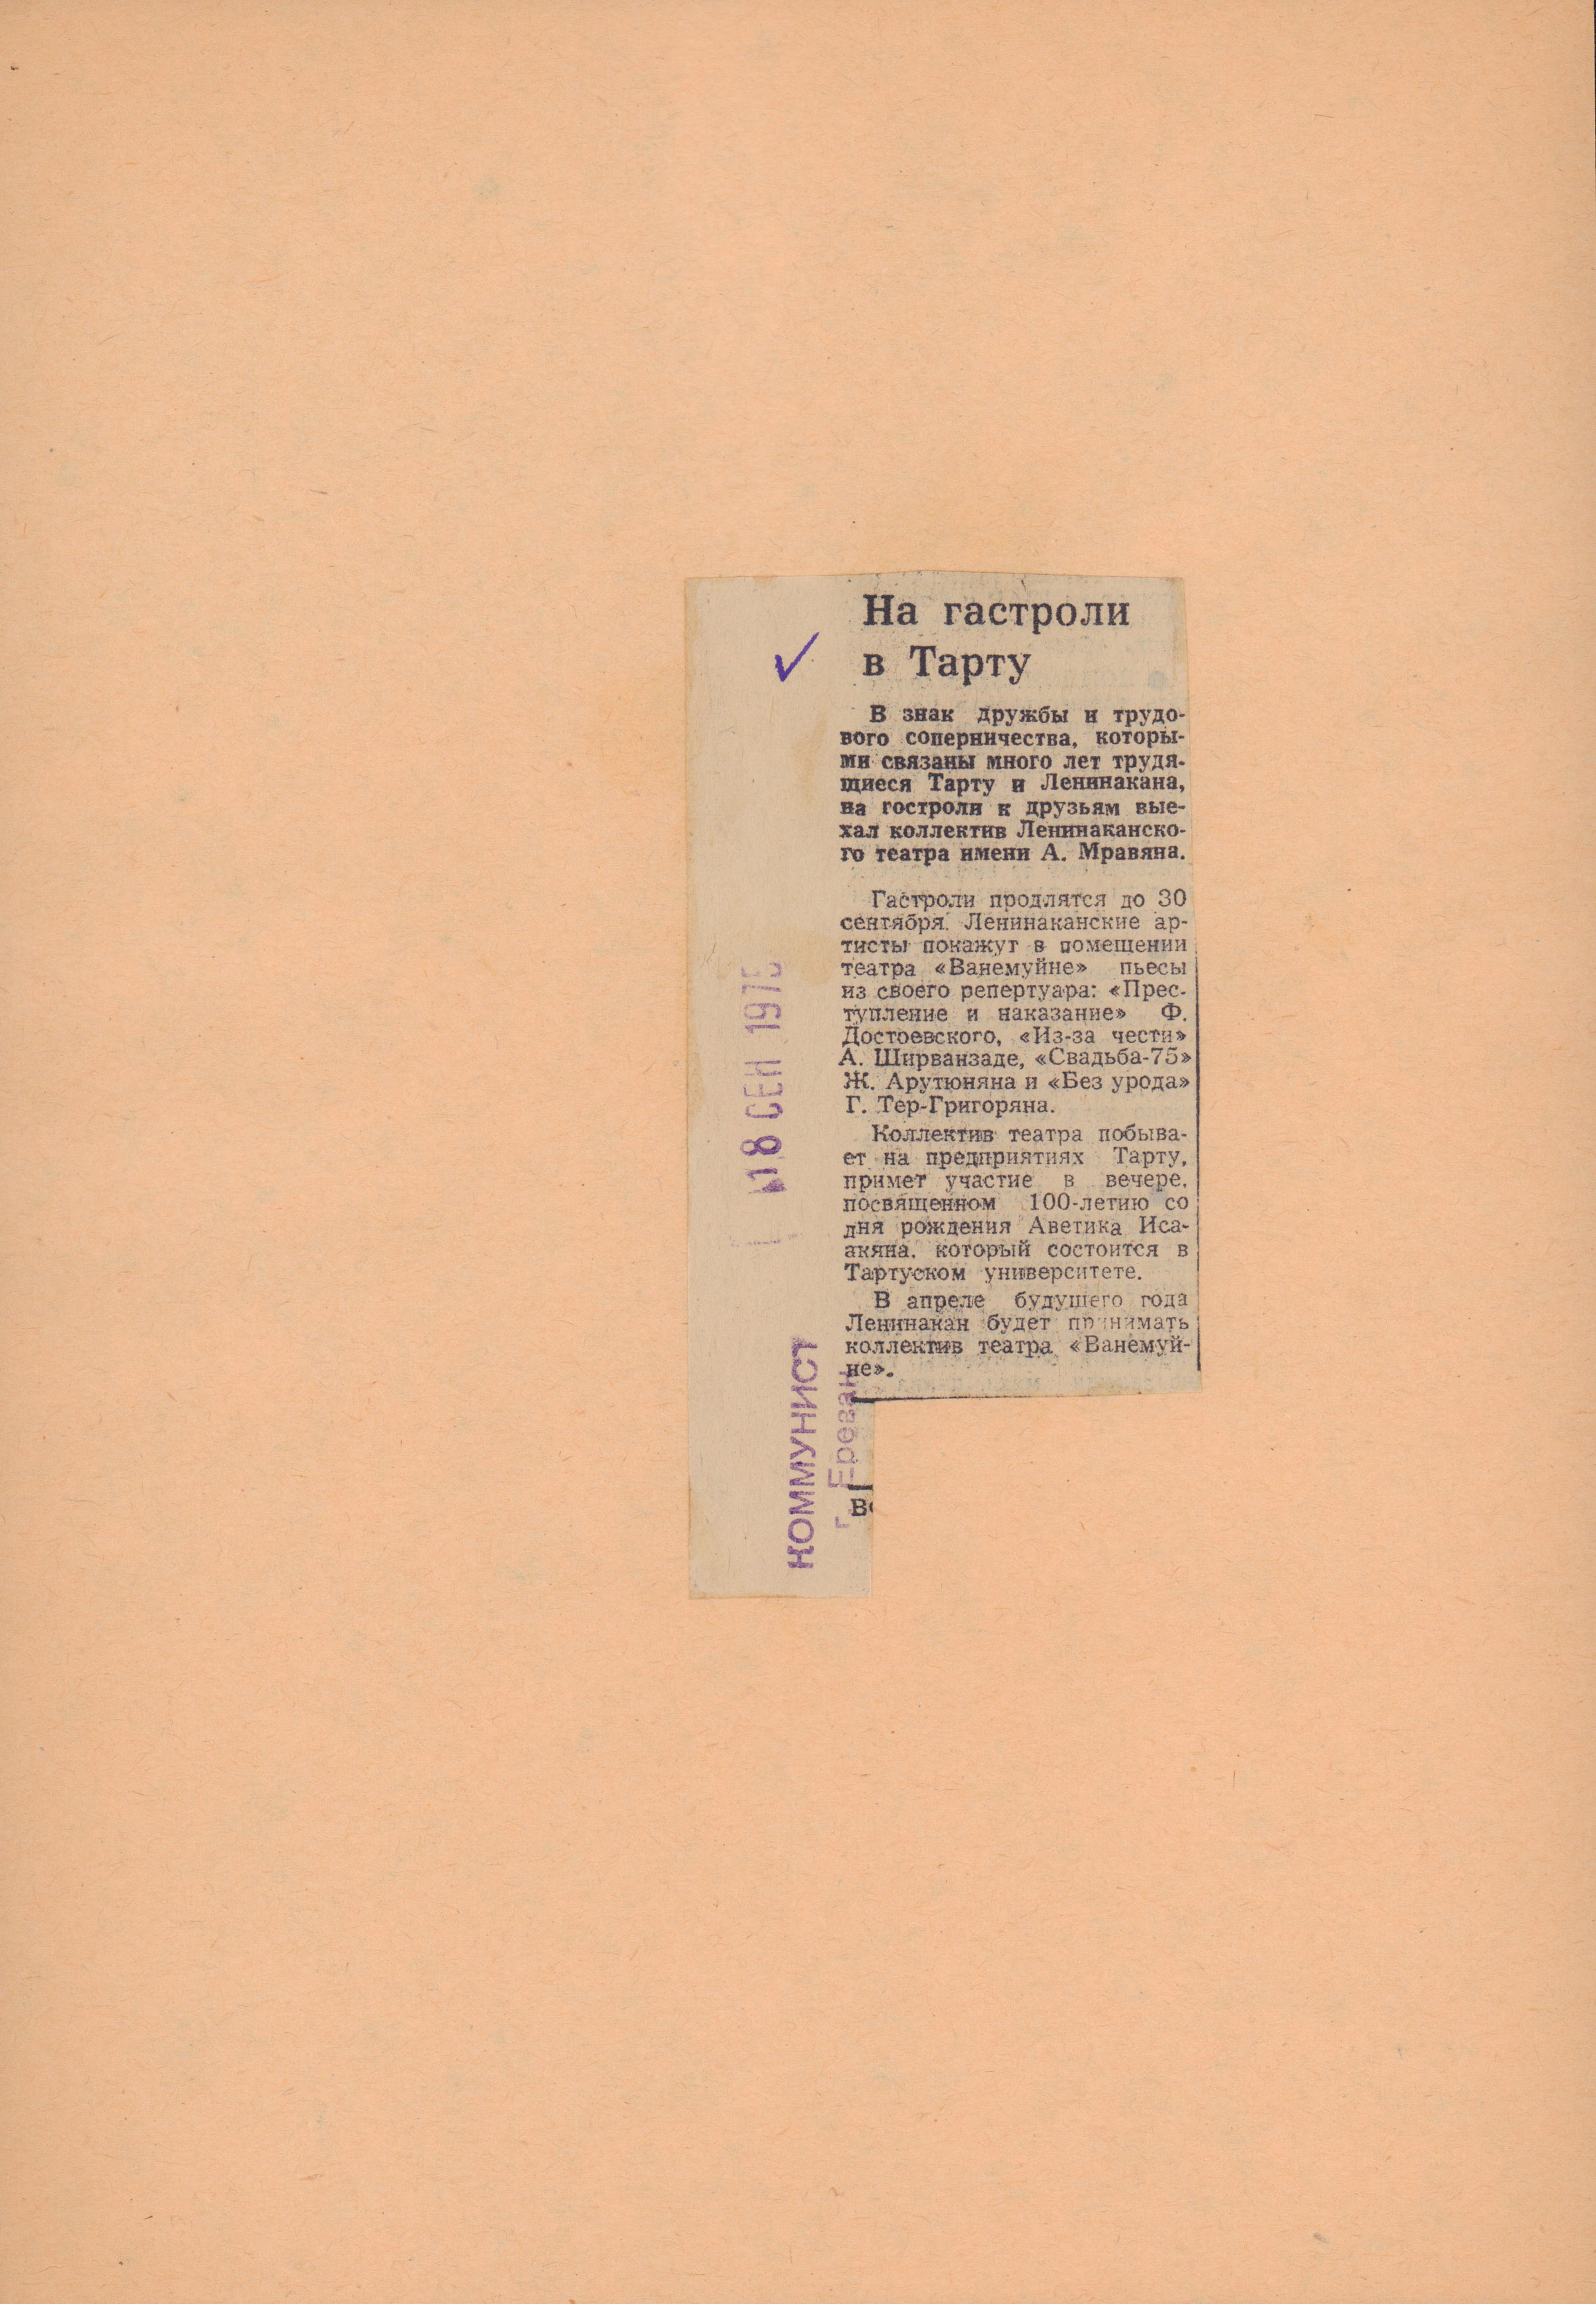 На гастроли
в Тарту
В знак дружбы и трудо-
вого соперничества, которы-
ми связаны много лет трудя-
щиеся Тарту и Ленинакана,
на гостроли к друзьям вые-
хал коллектив Ленинаканско-
го театра имени А. Мравяна.
Гастроли продлятся до 30
сентября. Ленинаканские ар-
тисты покажут в помещении
театра «Ванемуйне» пьесы
из своего репертуара: «Прес-
тупление и наказание» Ф.
Достоевского, «Из-за чести»
А. Ширванзаде, «Свадьба-75»
Ж. Арутюняна и «Без урода»
Г. Тер-Григоряна.
Коллектив театра побыва-
ет на предприятиях Тарту,
примет участие в вечере,
посвященном 100-летию со
дня рождения Аветика Иса-
акяна, который состоится в
Тартуском университете.
В апреле будущего года
Ленинакан будет принимать
коллектив театра «Ванемуй-
не».
18 СЕН 1975
КОММУНИСТ
г. Ереван